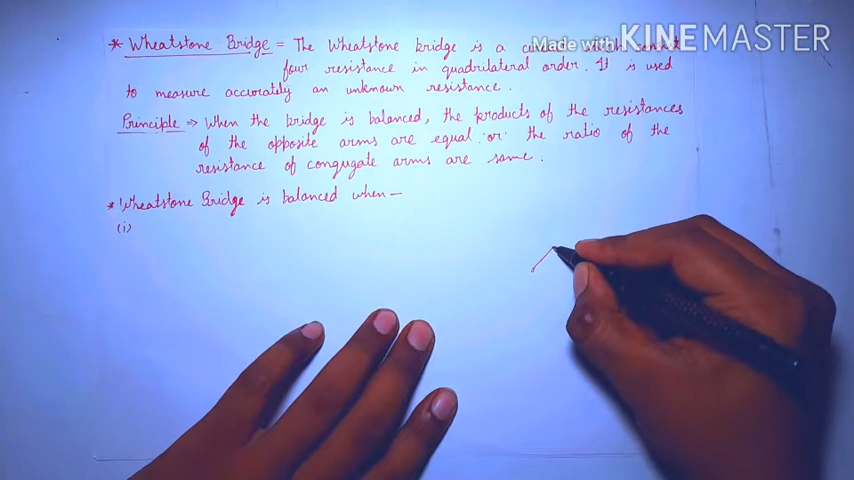 * Wheatstone Bridge = The Wheatstone bridge is a
Made with KINEMASTER
four resistance in quadrilateral order. It is used
to measure accurately an unknown resistance.
Principle ⇒ When the bridge is balanced, the products of the resistances
of the opposite arms are equal 'or' the ratio of the
resistance of congugate arms are same.
* Wheatstone Bridge is balanced when —
(i)